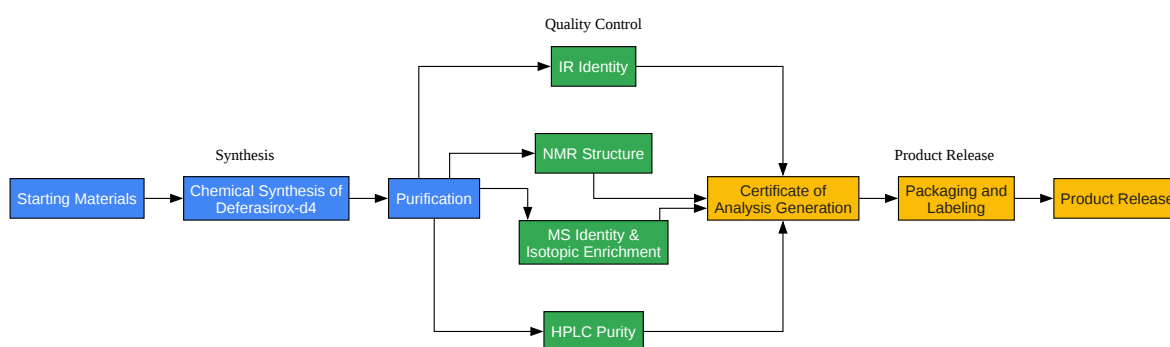 Quality Control
IR Identity
Synthesis
NMR Structure
Product Release
Starting Materials
Chemical Synthesis of
Deferasirox-d4
Purification
Certificate of
Analysis Generation
Packaging and
Labeling
Product Release
MS Identity &
Isotopic Enrichment
HPLC Purity